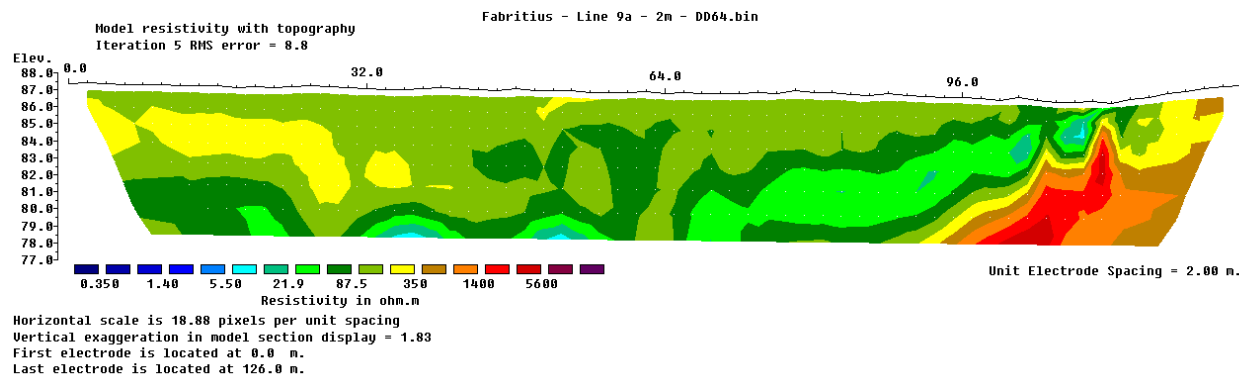 Fabritius - Line 9a - 2m - DD64.bin
Model resistivity with topography
Iteration 5 RMS error = 8.8
Elev.
0.0 32.0 64.0 96.0
88.0
87.0
86.0
85.0
84.0
83.0
82.0
81.0
80.0
79.0
78.0
77.0
0.350 1.40 5.50 21.9 87.5 350 1400 5600
Resistivity in ohm.m
Unit Electrode Spacing = 2.00 m.
Horizontal scale is 18.88 pixels per unit spacing
Vertical exaggeration in model section display = 1.83
First electrode is located at 0.0 m.
Last electrode is located at 126.0 m.